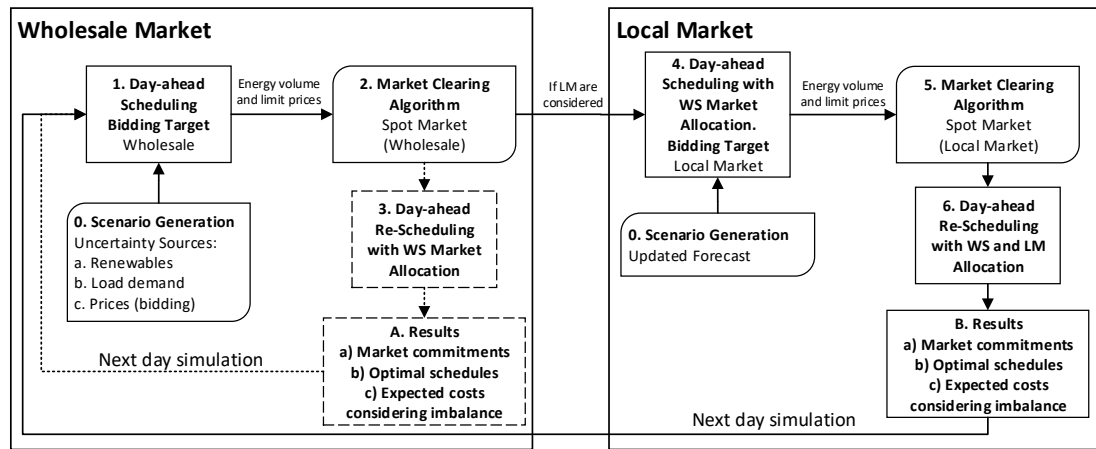 Wholesale Market
1. Day-ahead
Scheduling
Bidding Target
Wholesale
Energy volume
and limit prices
2. Market Clearing
Algorithm
Spot Market
(Wholesale)
0. Scenario Generation
Uncertainty Sources:
a. Renewables
b. Load demand
c. Prices (bidding)
3. Day-ahead
Re-Scheduling
with WS Market
Allocation
A. Results
a) Market commitments
b) Optimal schedules
c) Expected costs
considering imbalance
Next day simulation
If LM are
considered
Local Market
4. Day-ahead
Scheduling with
WS Market
Allocation.
Bidding Target
Local Market
Energy volume
and limit prices
5. Market Clearing
Algorithm
Spot Market
(Local Market)
0. Scenario Generation
Updated Forecast
6. Day-ahead
Re-Scheduling
with WS and LM
Allocation
B. Results
a) Market commitments
b) Optimal schedules
c) Expected costs
considering imbalance
Next day simulation